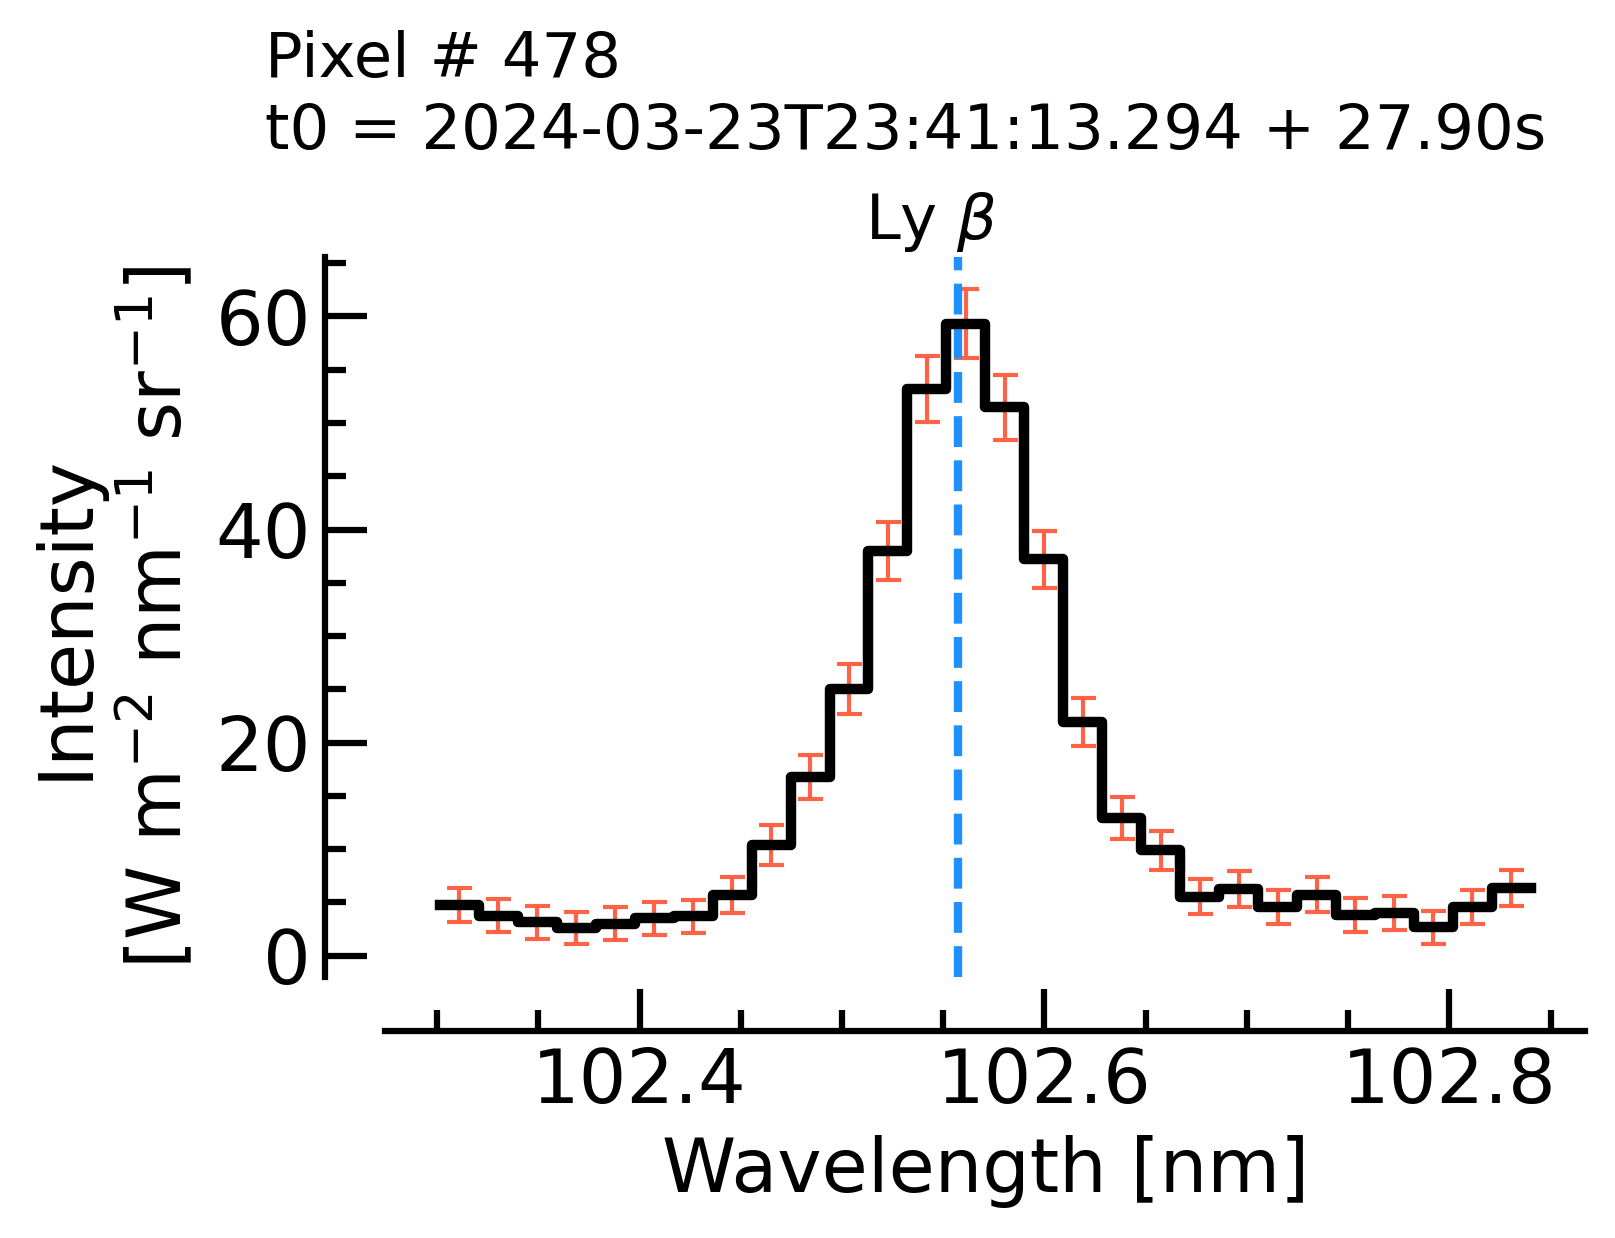 Pixel # 478
t0 = 2024-03-23T23:41:13.294 + 27.90s
Ly β
Intensity
[W m⁻² nm⁻¹ sr⁻¹]
60
40
20
0
102.4 102.6 102.8
Wavelength [nm]